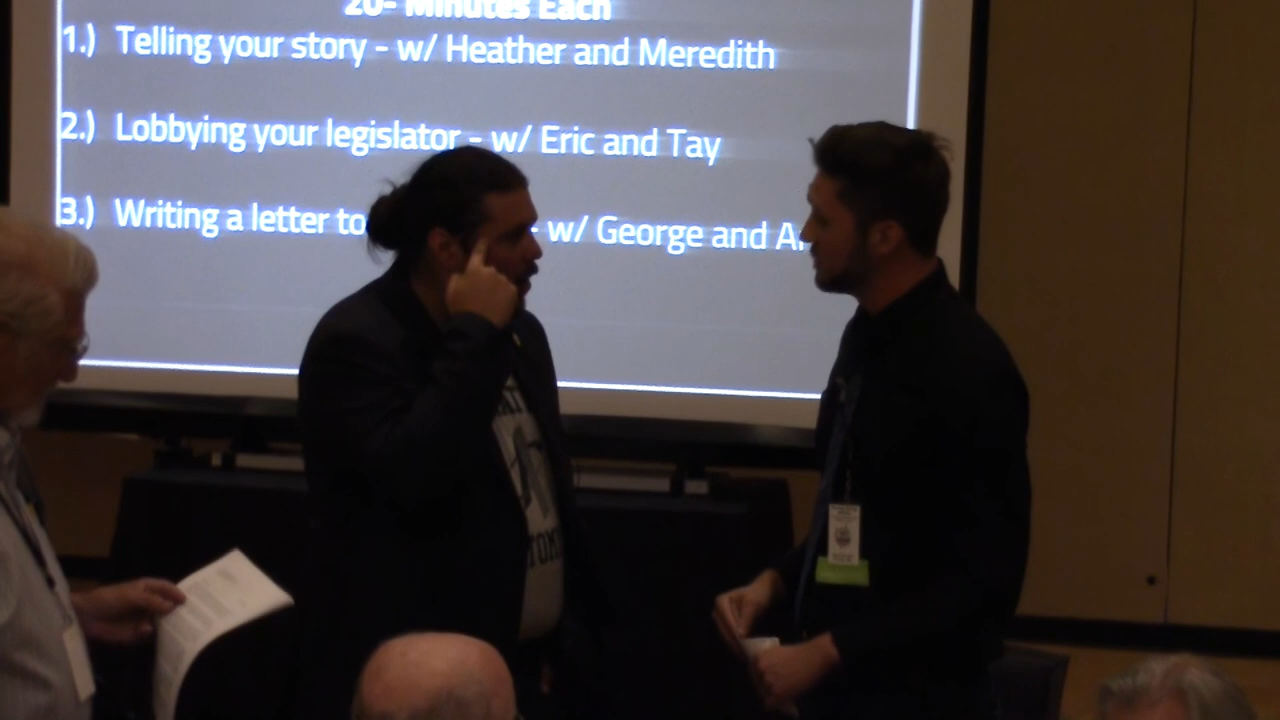 20- Minutes Each
1.) Telling your story - w/ Heather and Meredith
2.) Lobbying your legislator - w/ Eric and Tay
3.) Writing a letter to - w/ George and